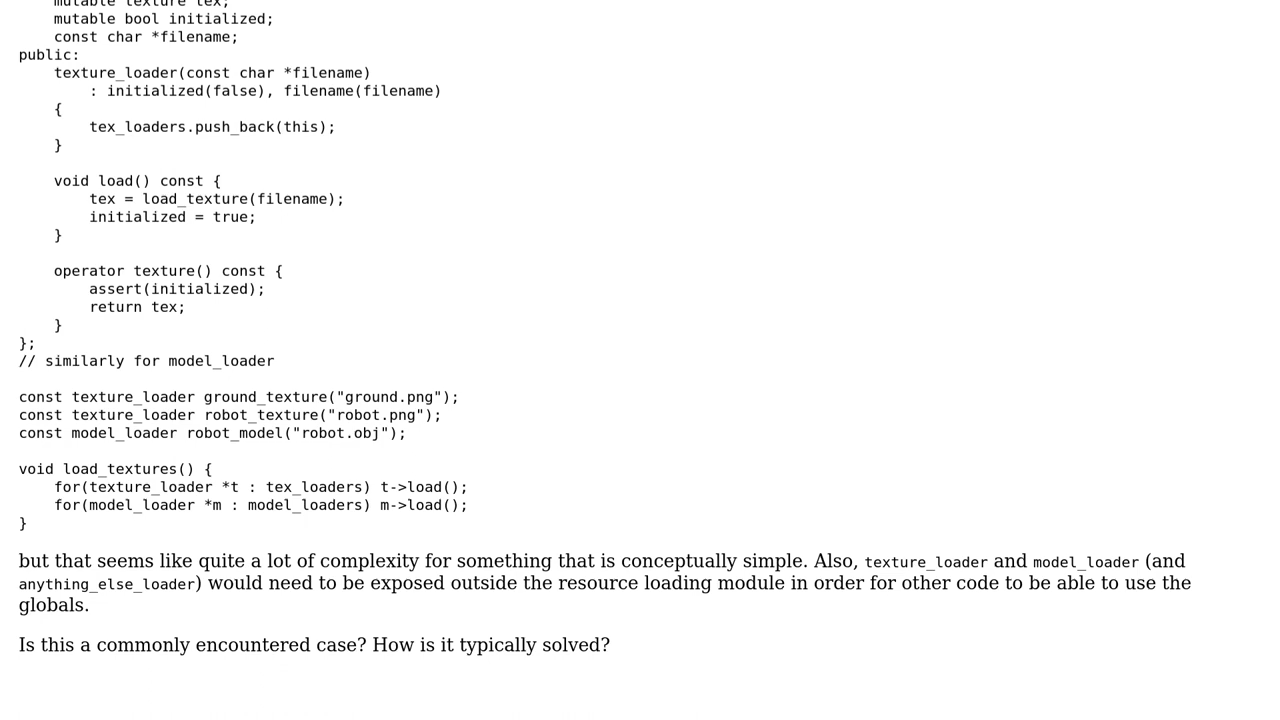 mutable texture tex;
    mutable bool initialized;
    const char *filename;
public:
    texture_loader(const char *filename)
        : initialized(false), filename(filename)
    {
        tex_loaders.push_back(this);
    }

    void load() const {
        tex = load_texture(filename);
        initialized = true;
    }

    operator texture() const {
        assert(initialized);
        return tex;
    }
};
// similarly for model_loader

const texture_loader ground_texture("ground.png");
const texture_loader robot_texture("robot.png");
const model_loader robot_model("robot.obj");

void load_textures() {
    for(texture_loader *t : tex_loaders) t->load();
    for(model_loader *m : model_loaders) m->load();
}

but that seems like quite a lot of complexity for something that is conceptually simple. Also, texture_loader and model_loader (and
anything_else_loader) would need to be exposed outside the resource loading module in order for other code to be able to use the
globals.

Is this a commonly encountered case? How is it typically solved?